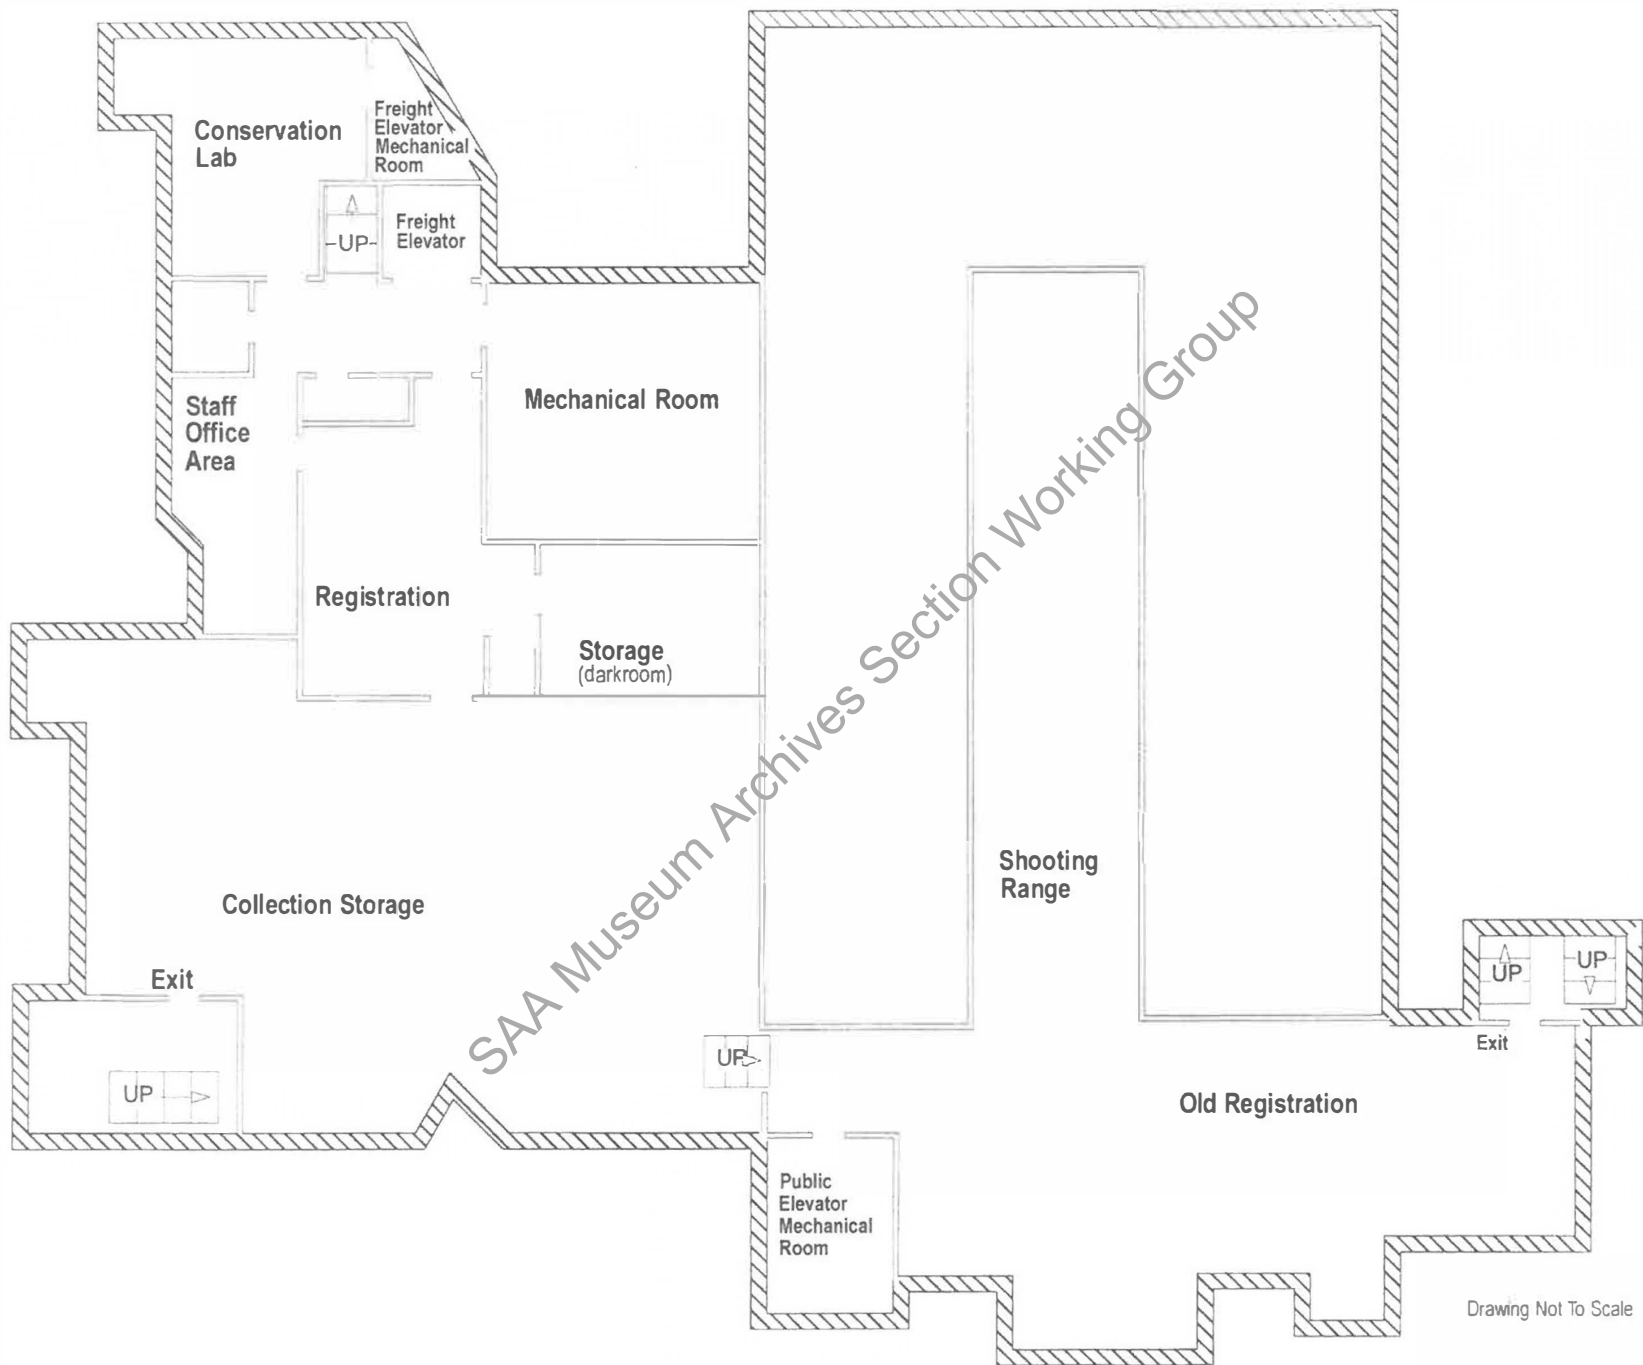 Conservation
Lab
Freight
Elevator
Mechanical
Room
UP
Freight
Elevator
Staff
Office
Area
Mechanical Room
Registration
Storage
(darkroom)
Collection Storage
Shooting
Range
Exit
UP
UP
UP
UP
Exit
Old Registration
Public
Elevator
Mechanical
Room
Drawing Not To Scale
SAA Museum Archives Section Working Group